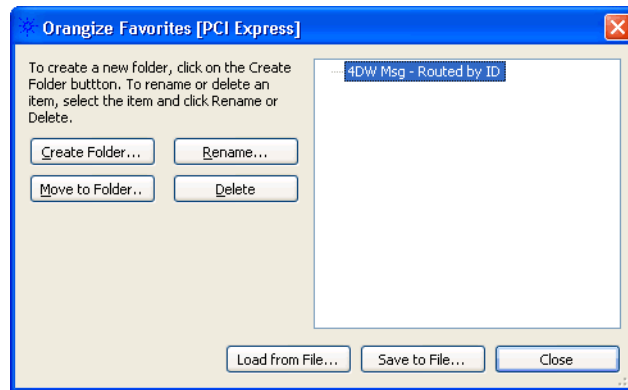 Orangize Favorites [PCI Express]
To create a new folder, click on the Create
Folder buttton. To rename or delete an
item, select the item and click Rename or
Delete.
4DW Msg - Routed by ID
Create Folder...
Rename...
Move to Folder..
Delete
Load from File...
Save to File...
Close